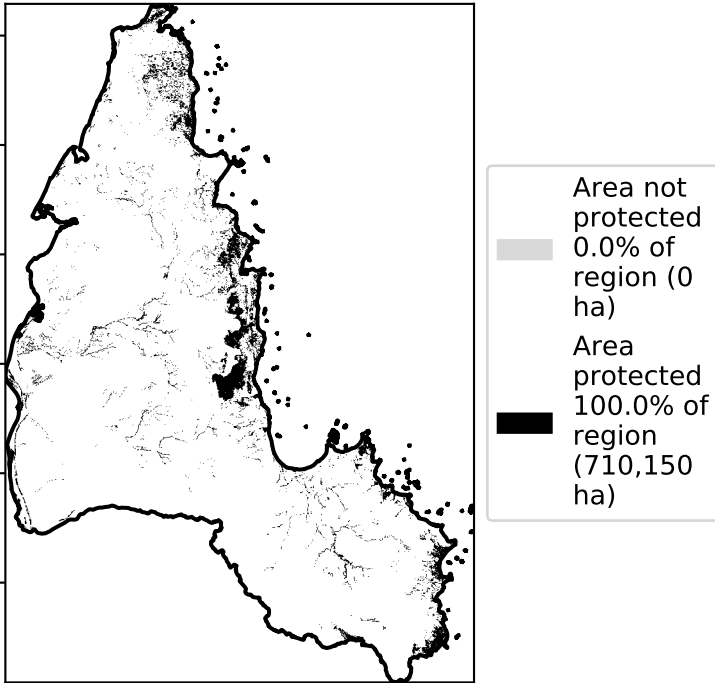 Area not
protected
0.0% of
region (0
ha)
Area
protected
100.0% of
region
(710,150
ha)